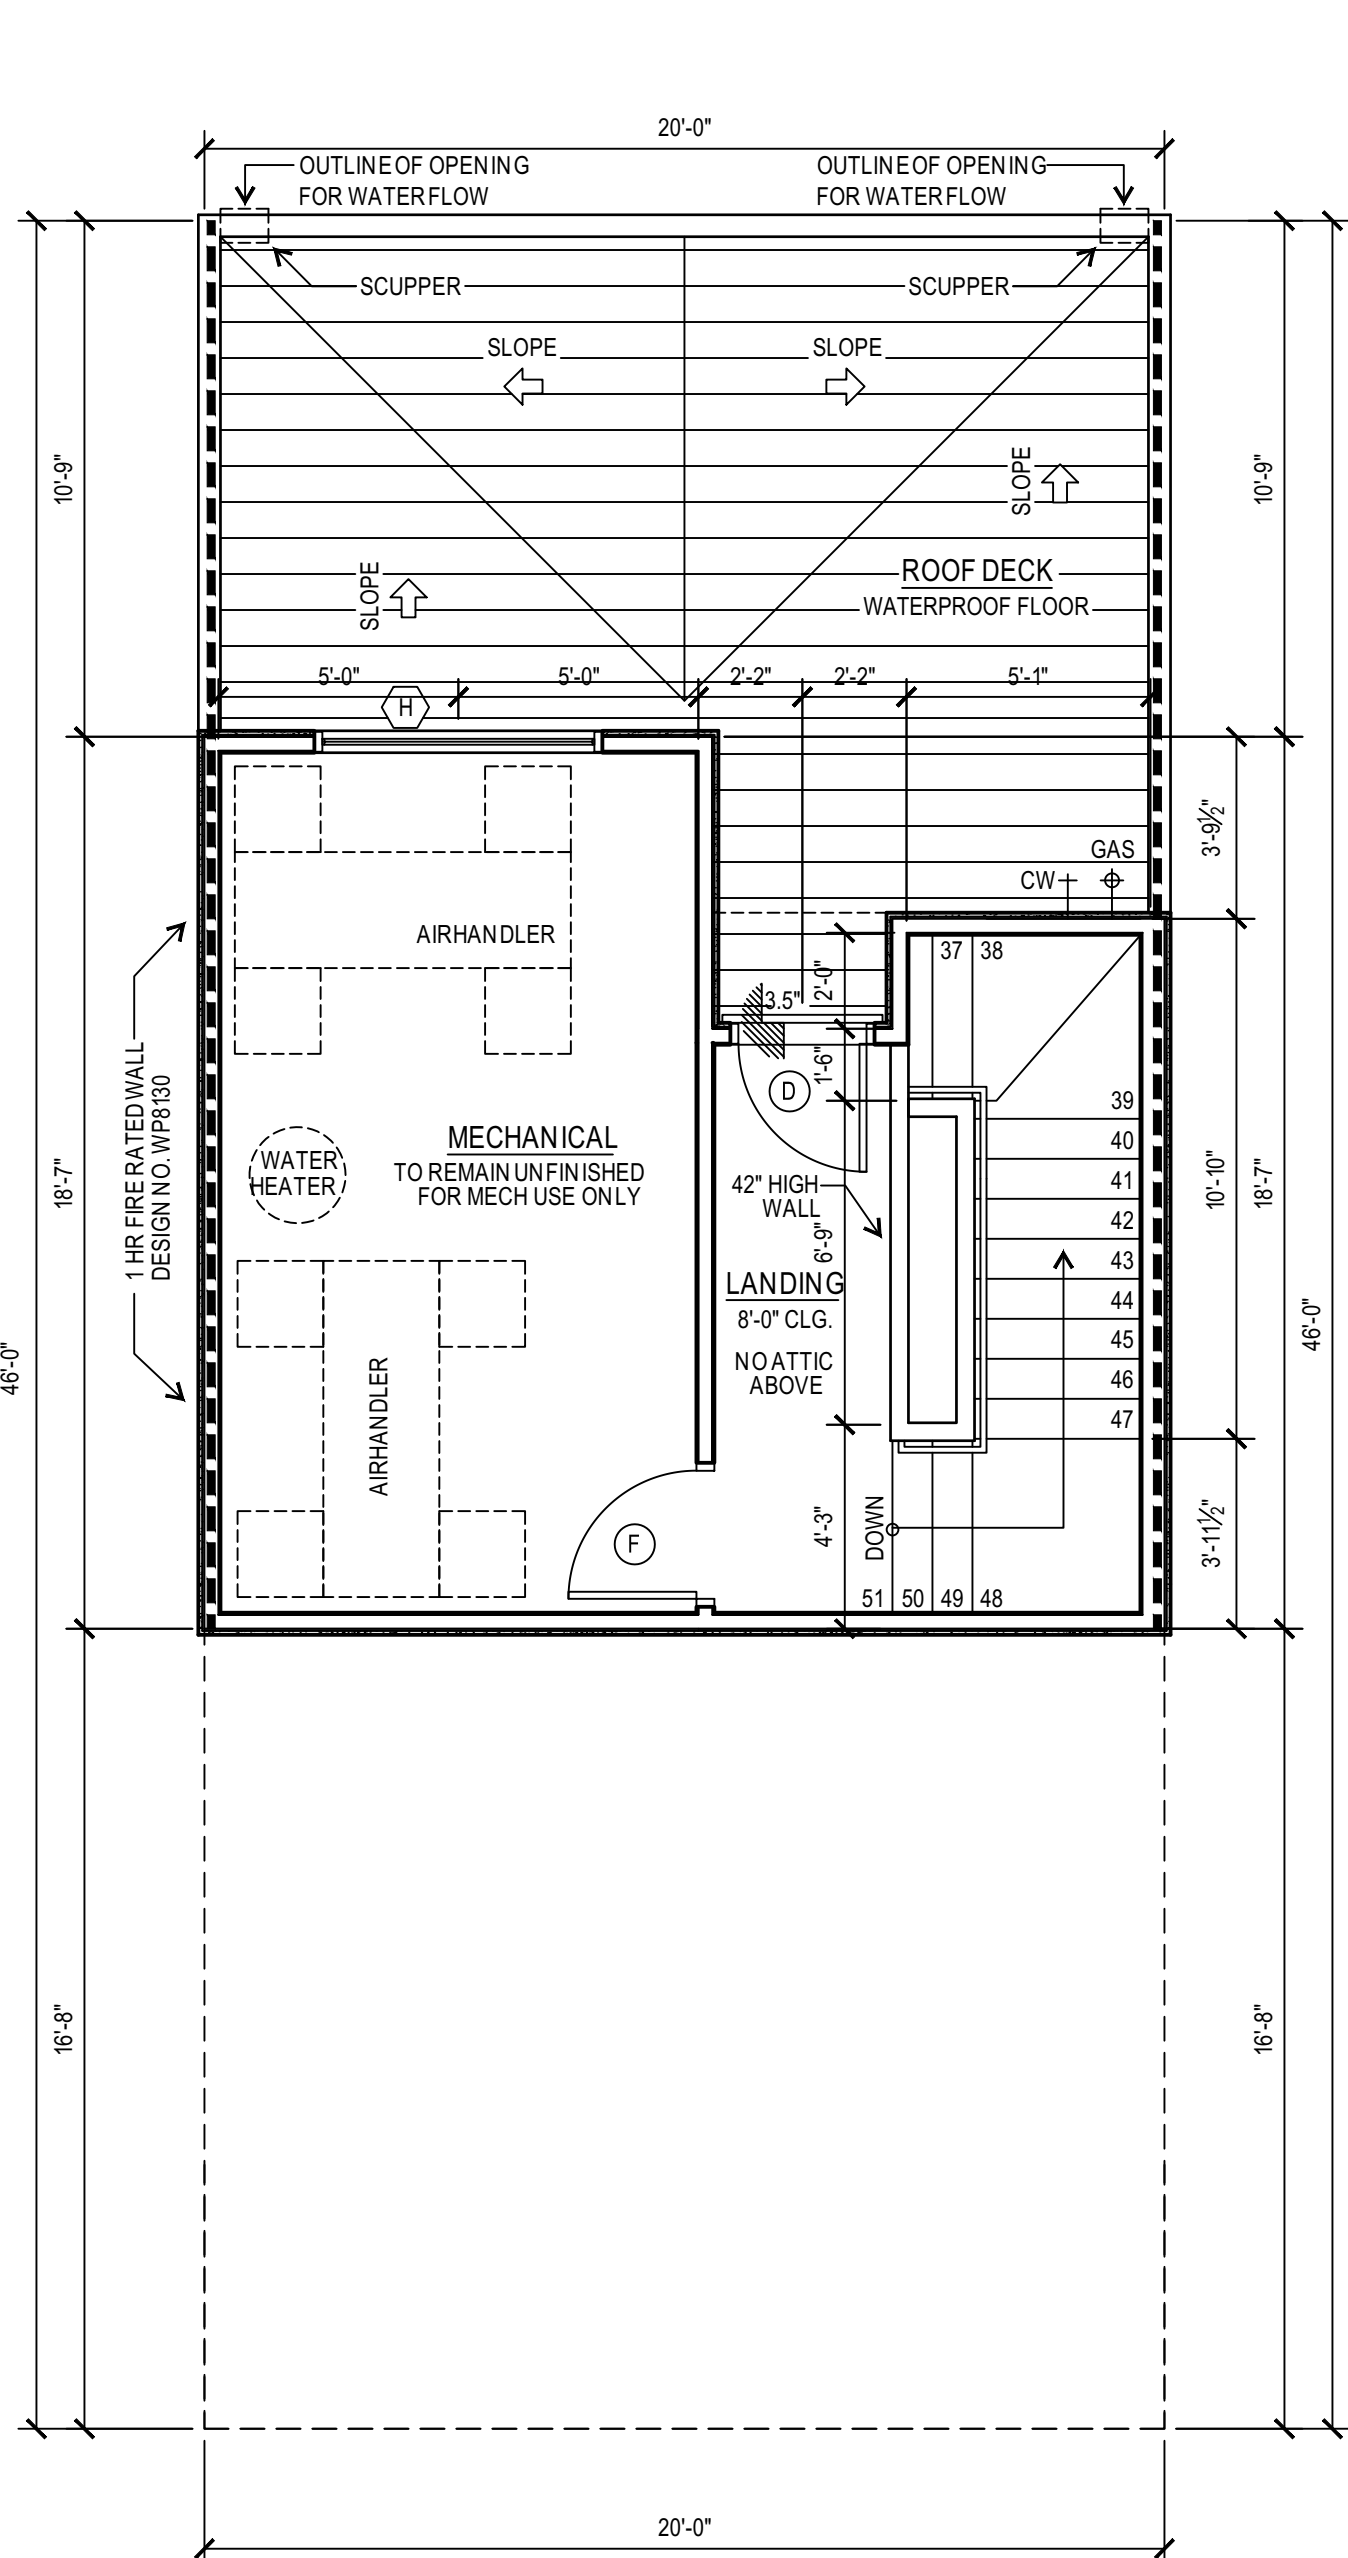 20'-0"
OUTLINE OF OPENING
FOR WATER FLOW
OUTLINE OF OPENING
FOR WATER FLOW
SCUPPER
SCUPPER
SLOPE
SLOPE
SLOPE
SLOPE
ROOF DECK
WATERPROOF FLOOR
10'-9"
10'-9"
5'-0"
5'-0"
2'-2"
2'-2"
5'-1"
H
3'-9½"
GAS
CW
AIRHANDLER
37
38
2'-0"
3.5"
1'-6"
D
39
40
41
42
43
44
45
46
47
1 HR FIRE RATED WALL
DESIGN NO. WP8130
WATER
HEATER
MECHANICAL
TO REMAIN UNFINISHED
FOR MECH USE ONLY
42" HIGH
WALL
6'-9"
LANDING
8'-0" CLG.
NO ATTIC
ABOVE
18'-7"
10'-10"
18'-7"
46'-0"
46'-0"
AIRHANDLER
F
4'-3"
DOWN
3'-11½"
51
50
49
48
16'-8"
16'-8"
20'-0"